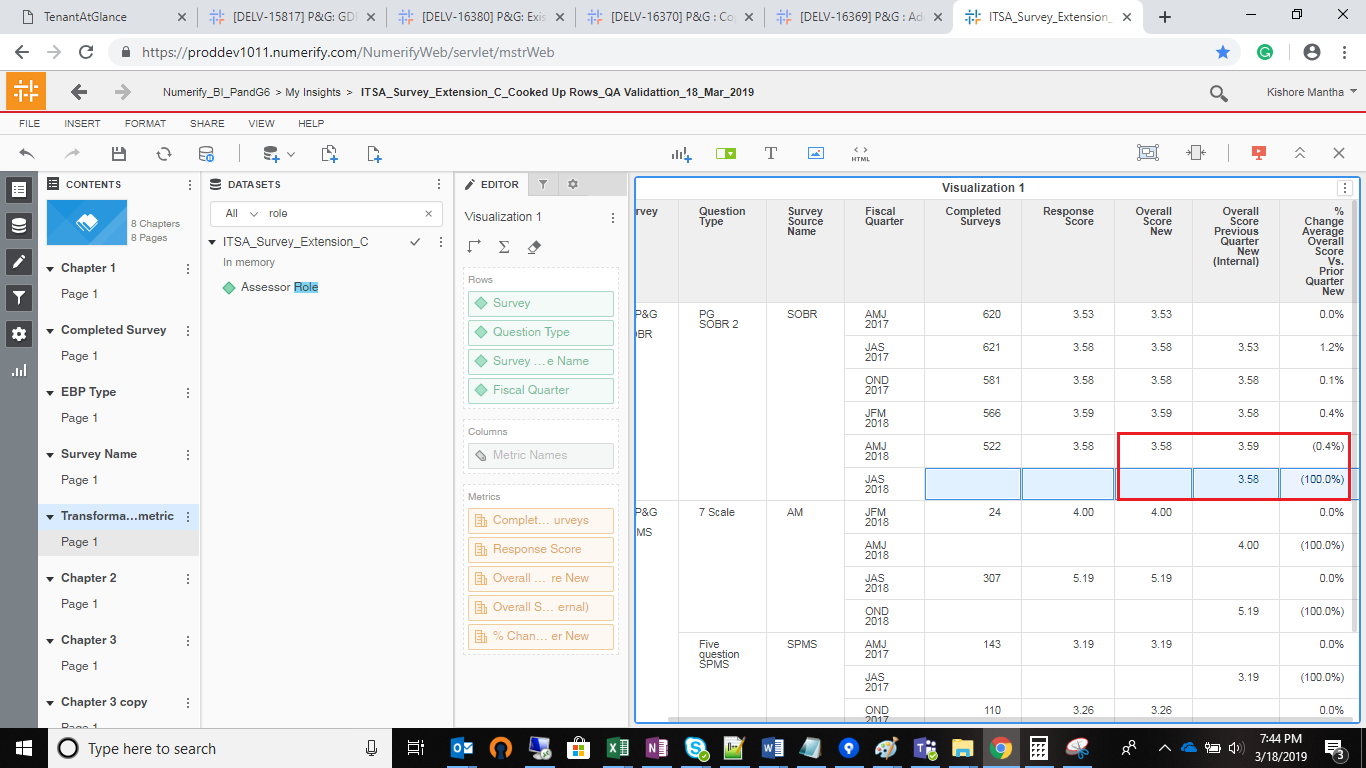 TenantAtGlance
[DELV-15817] P&G: GD
[DELV-16380] P&G: Exis
[DELV-16370] P&G : Co
[DELV-16369] P&G : Ad
ITSA_Survey_Extension_
https://proddev1011.numerify.com/NumerifyWeb/servlet/mstrWeb
Numerify_BI_PandG6 > My Insights > ITSA_Survey_Extension_C_Cooked Up Rows_QA Validattion_18_Mar_2019
Kishore Mantha
FILE INSERT FORMAT SHARE VIEW HELP
HTML
CONTENTS
8 Chapters
8 Pages
Chapter 1
Page 1
Completed Survey
Page 1
EBP Type
Page 1
Survey Name
Page 1
Transforma...metric
Page 1
Chapter 2
Page 1
Chapter 3
Page 1
Chapter 3 copy
Page 1
DATASETS
All role
ITSA_Survey_Extension_C
In memory
Assessor Role
EDITOR
Visualization 1
Rows
Survey
Question Type
Survey ...e Name
Fiscal Quarter
Columns
Metric Names
Metrics
Complet... urveys
Response Score
Overall ... re New
Overall S... ernal)
% Chan... er New
Visualization 1
rvey Question Survey Fiscal Completed Response Overall Overall %
Type Source Quarter Surveys Score Score Score Change
Name New Previous Average
Quarter Overall
New Score
(Internal) Vs.
Prior
Quarter
New
P&G PG SOBR AMJ 620 3.53 3.53 0.0%
OBR SOBR 2 2017
JAS 621 3.58 3.58 3.53 1.2%
2017
OND 581 3.58 3.58 3.58 0.1%
2017
JFM 566 3.59 3.59 3.58 0.4%
2018
AMJ 522 3.58 3.58 3.59 (0.4%)
2018
JAS 3.58 (100.0%)
2018
P&G 7 Scale AM JFM 24 4.00 4.00 0.0%
MS 2018
AMJ 4.00 (100.0%)
2018
JAS 307 5.19 5.19 0.0%
2018
OND 5.19 (100.0%)
2018
Five SPMS AMJ 143 3.19 3.19 0.0%
question 2017
SPMS
JAS 3.19 (100.0%)
2017
OND 110 3.26 3.26 0.0%
2017
Type here to search
7:44 PM
3/18/2019
3